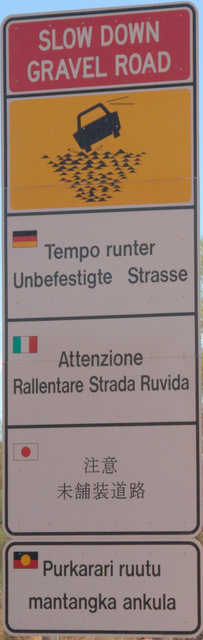 SLOW DOWN
GRAVEL ROAD
Tempo runter
Unbefestigte Strasse
Attenzione
Rallentare Strada Ruvida
注意
未舗装道路
Purkarari ruutu
mantangka ankula